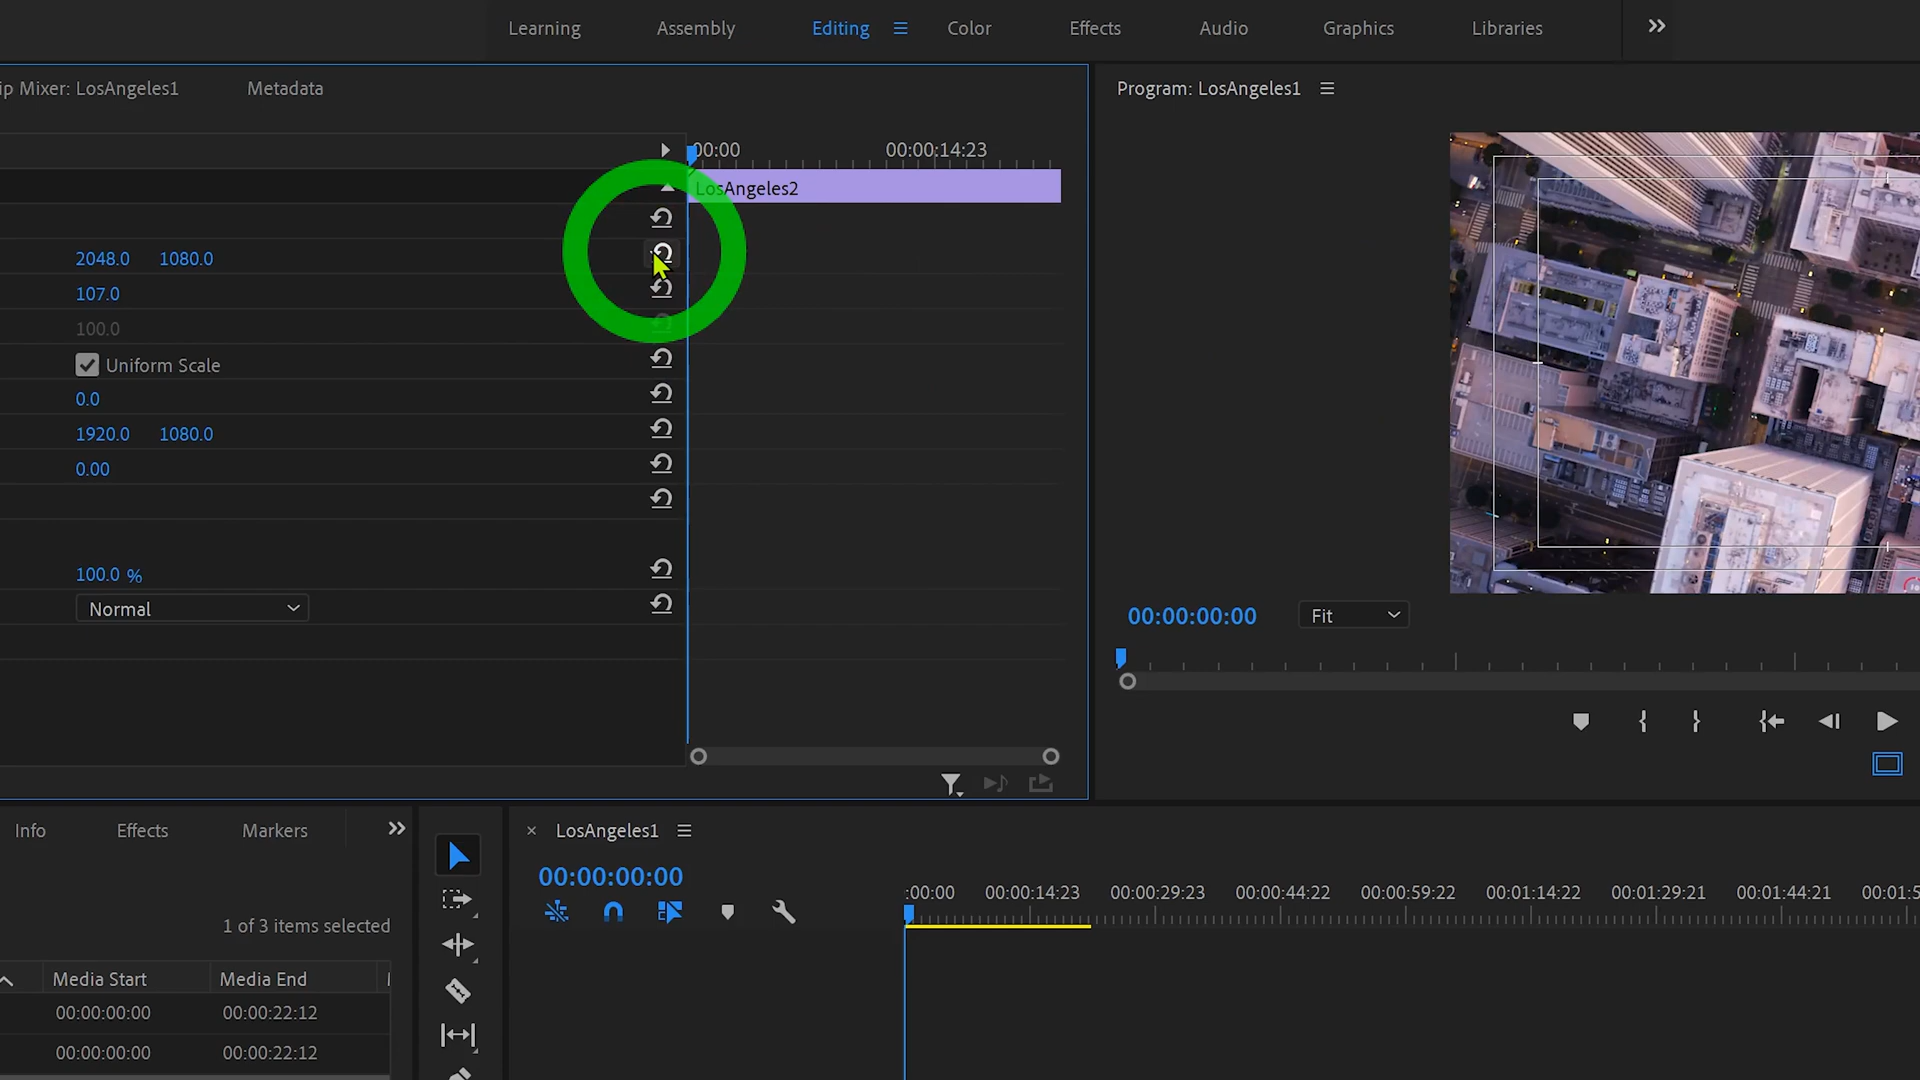 Learning Assembly Editing Color Effects Audio Graphics Libraries
ip Mixer: LosAngeles1 Metadata
Program: LosAngeles1
00:00 00:00:14:23
LosAngeles2
2048.0 1080.0
107.0
100.0
Uniform Scale
0.0
1920.0 1080.0
0.00
100.0 %
Normal
00:00:00:00 Fit
Info Effects Markers
× LosAngeles1
00:00:00:00
:00:00 00:00:14:23 00:00:29:23 00:00:44:22 00:00:59:22 00:01:14:22 00:01:29:21 00:01:44:21 00:01:5
1 of 3 items selected
Media Start Media End
00:00:00:00 00:00:22:12
00:00:00:00 00:00:22:12